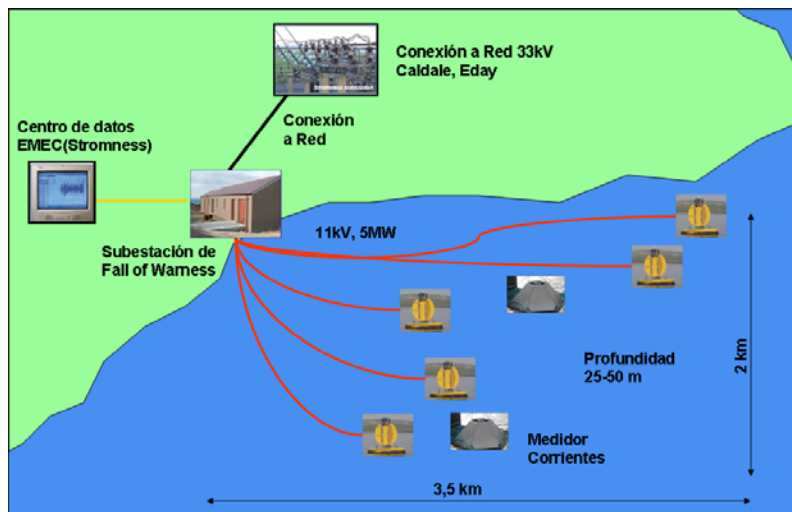 Conexión a Red 33kV
Caldale, Eday
Conexión
a Red
Centro de datos
EMEC(Stromness)
Subestación de
Fall of Warness
11kV, 5MW
Profundidad
25-50 m
2 km
Medidor
Corrientes
3,5 km